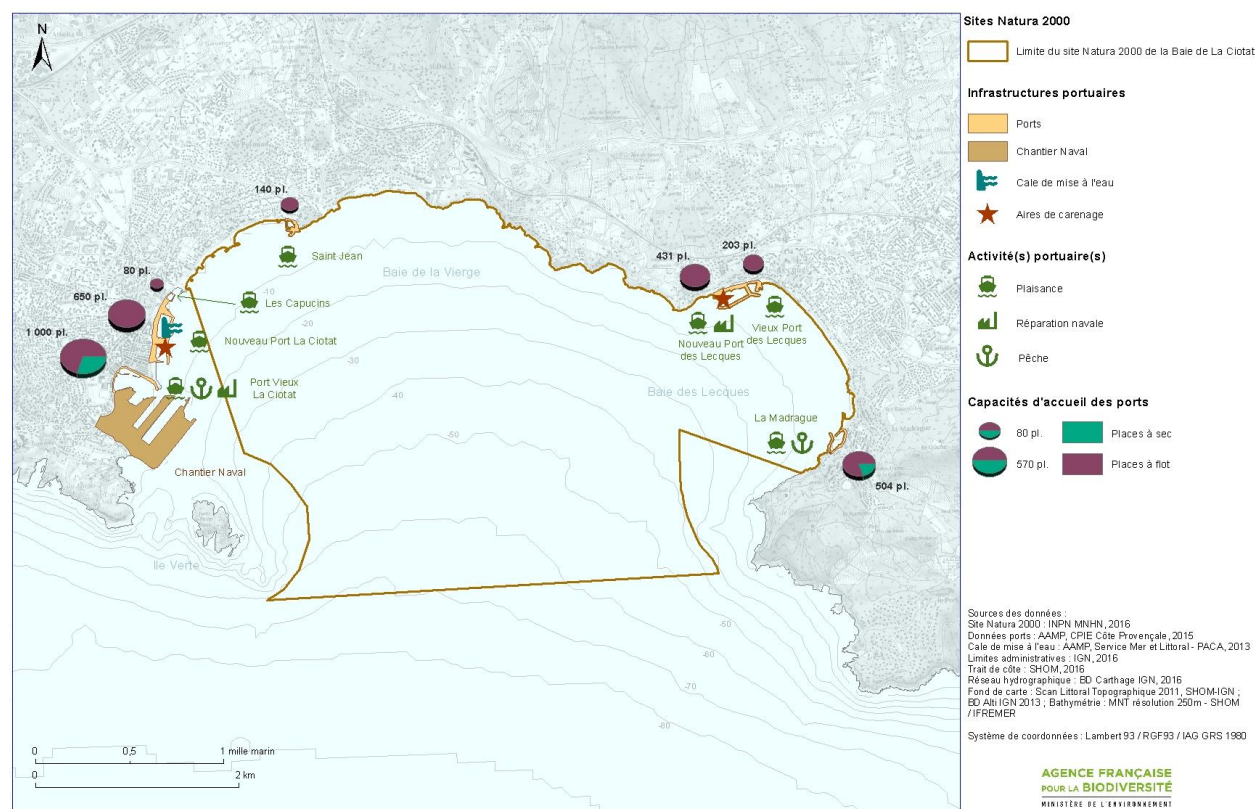 N
140 pl.
Saint Jean
Baie de la Vierge
80 pl.
650 pl.
1 000 pl.
Les Capucins
Nouveau Port La Ciotat
Port Vieux
La Ciotat
Chantier Naval
Ile Verte
431 pl.
203 pl.
Nouveau Port
des Lecques
Vieux Port
des Lecques
Baie des Lecques
La Madrague
504 pl.
-10
-20
-30
-40
-50
-50
-60
-70
-80
0 0,5 1 mille marin
0 2 km
Sites Natura 2000
Limite du site Natura 2000 de la Baie de La Ciotat
Infrastructures portuaires
Ports
Chantier Naval
Cale de mise à l'eau
Aires de carenage
Activité(s) portuaire(s)
Plaisance
Réparation navale
Pêche
Capacités d'accueil des ports
80 pl. Places à sec
570 pl. Places à flot
Sources des données :
Site Natura 2000 : INPN MNHN, 2016
Données ports : AAMP, CPIE Côte Provençale, 2015
Cale de mise à l'eau : AAMP, Service Mer et Littoral - PACA, 2013
Limites administratives : IGN, 2016
Trait de côte : SHOM, 2016
Réseau hydrographique : BD Carthage IGN, 2016
Fond de carte : Scan Littoral Topographique 2011, SHOM-IGN ;
BD Alti IGN 2013 ; Bathymétrie : MNT résolution 250m - SHOM
/ IFREMER
Système de coordonnées : Lambert 93 / RGF93 / IAG GRS 1980
AGENCE FRANÇAISE
POUR LA BIODIVERSITÉ
MINISTÈRE DE L'ENVIRONNEMENT